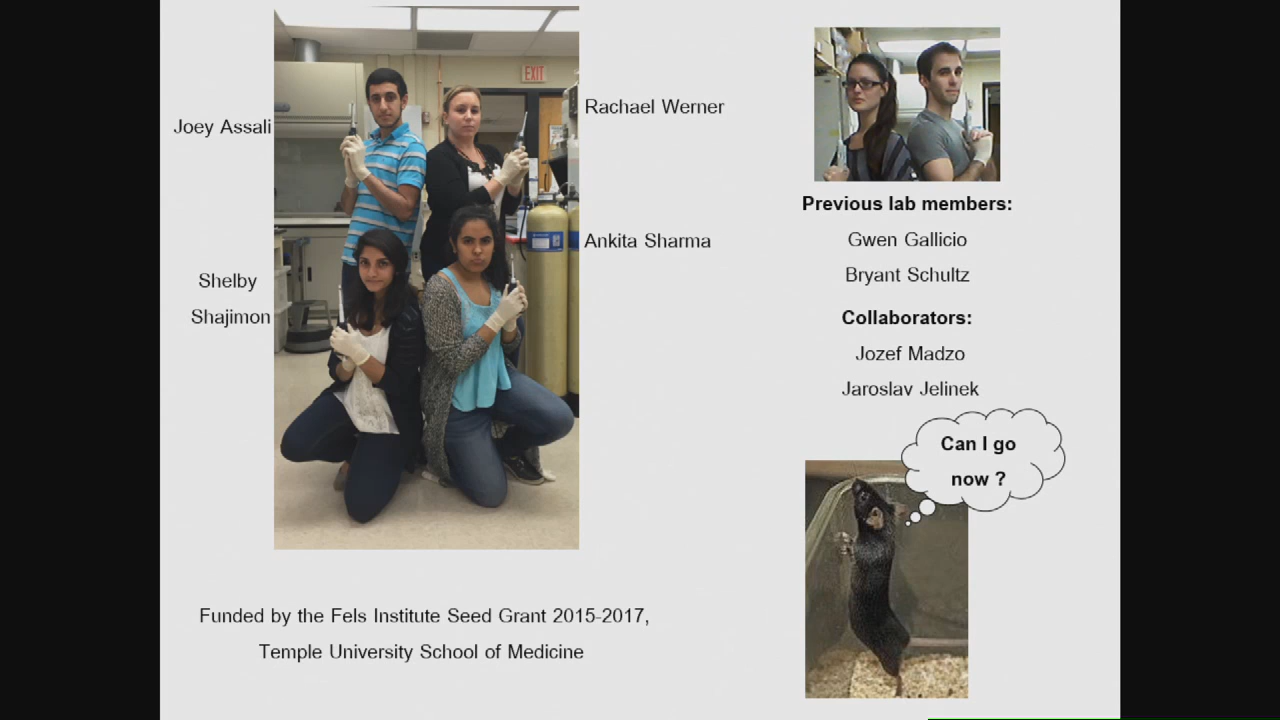 EXIT
Joey Assali
Rachael Werner
Shelby
Shajimon
Ankita Sharma
Previous lab members:
Gwen Gallicio
Bryant Schultz
Collaborators:
Jozef Madzo
Jaroslav Jelinek
Can I go
now ?
Funded by the Fels Institute Seed Grant 2015-2017,
Temple University School of Medicine